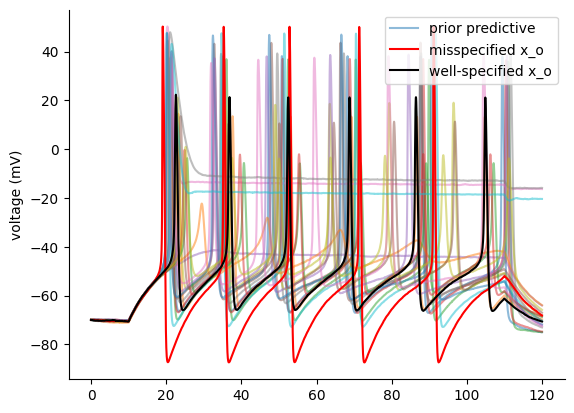 prior predictive
misspecified x_o
well-specified x_o
voltage (mV)
40
20
0
−20
−40
−60
−80
0 20 40 60 80 100 120